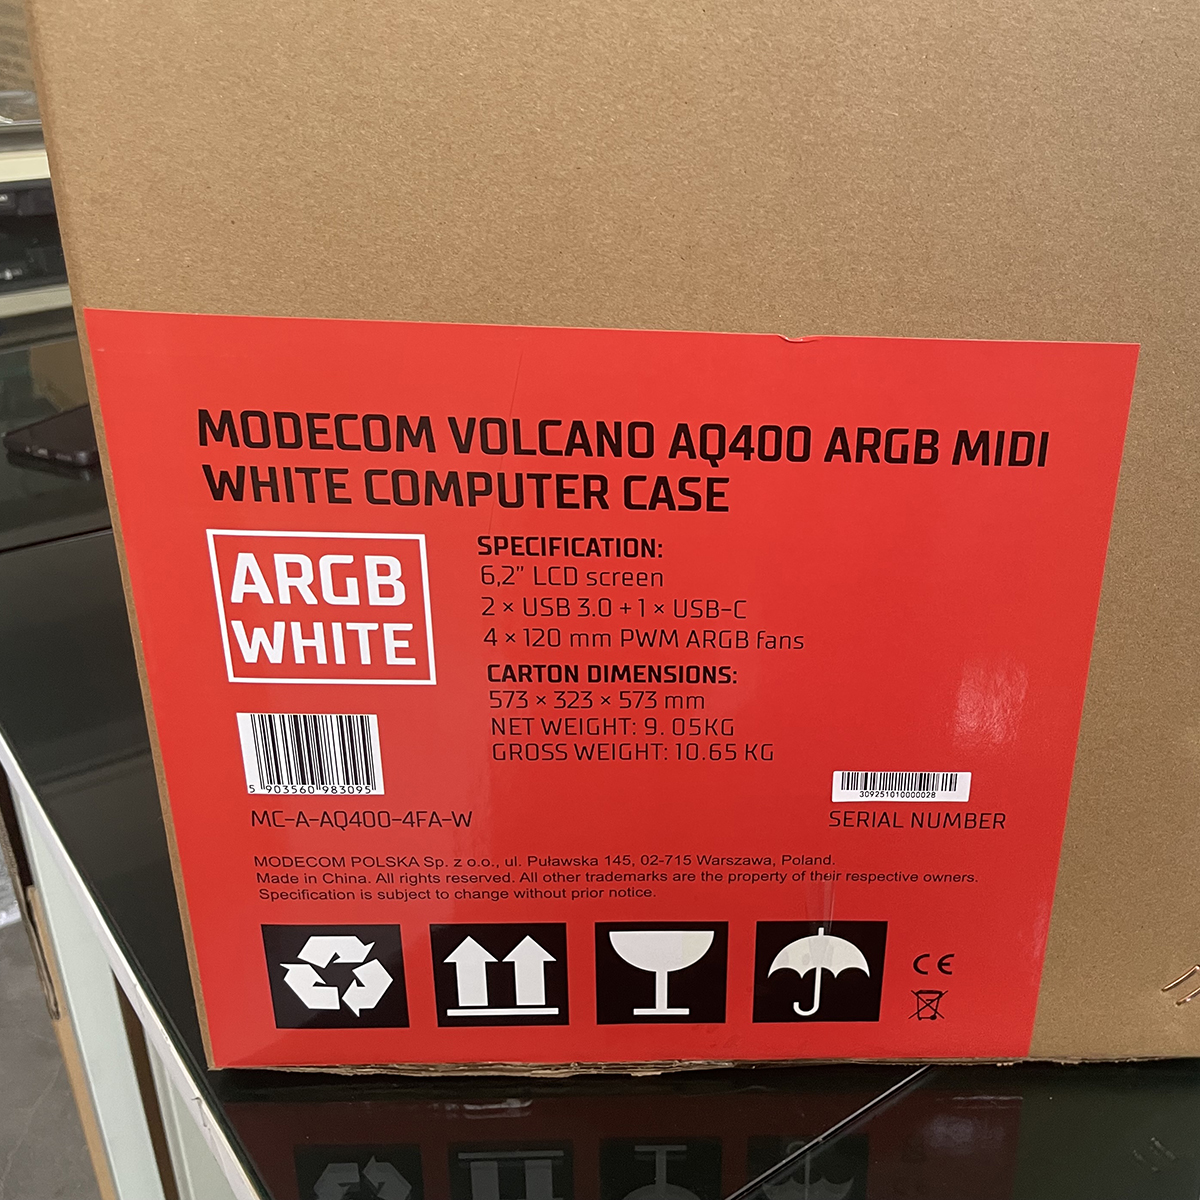 MODECOM VOLCANO AQ400 ARGB MIDI
WHITE COMPUTER CASE
ARGB
WHITE
SPECIFICATION:
6,2” LCD screen
2 × USB 3.0 + 1 × USB-C
4 × 120 mm PWM ARGB fans
CARTON DIMENSIONS:
573 × 323 × 573 mm
NET WEIGHT: 9. 05KG
GROSS WEIGHT: 10.65 KG
5 903560 983095
MC-A-AQ400-4FA-W
309251010000028
SERIAL NUMBER
MODECOM POLSKA Sp. z o.o., ul. Puławska 145, 02-715 Warszawa, Poland.
Made in China. All rights reserved. All other trademarks are the property of their respective owners.
Specification is subject to change without prior notice.
CE